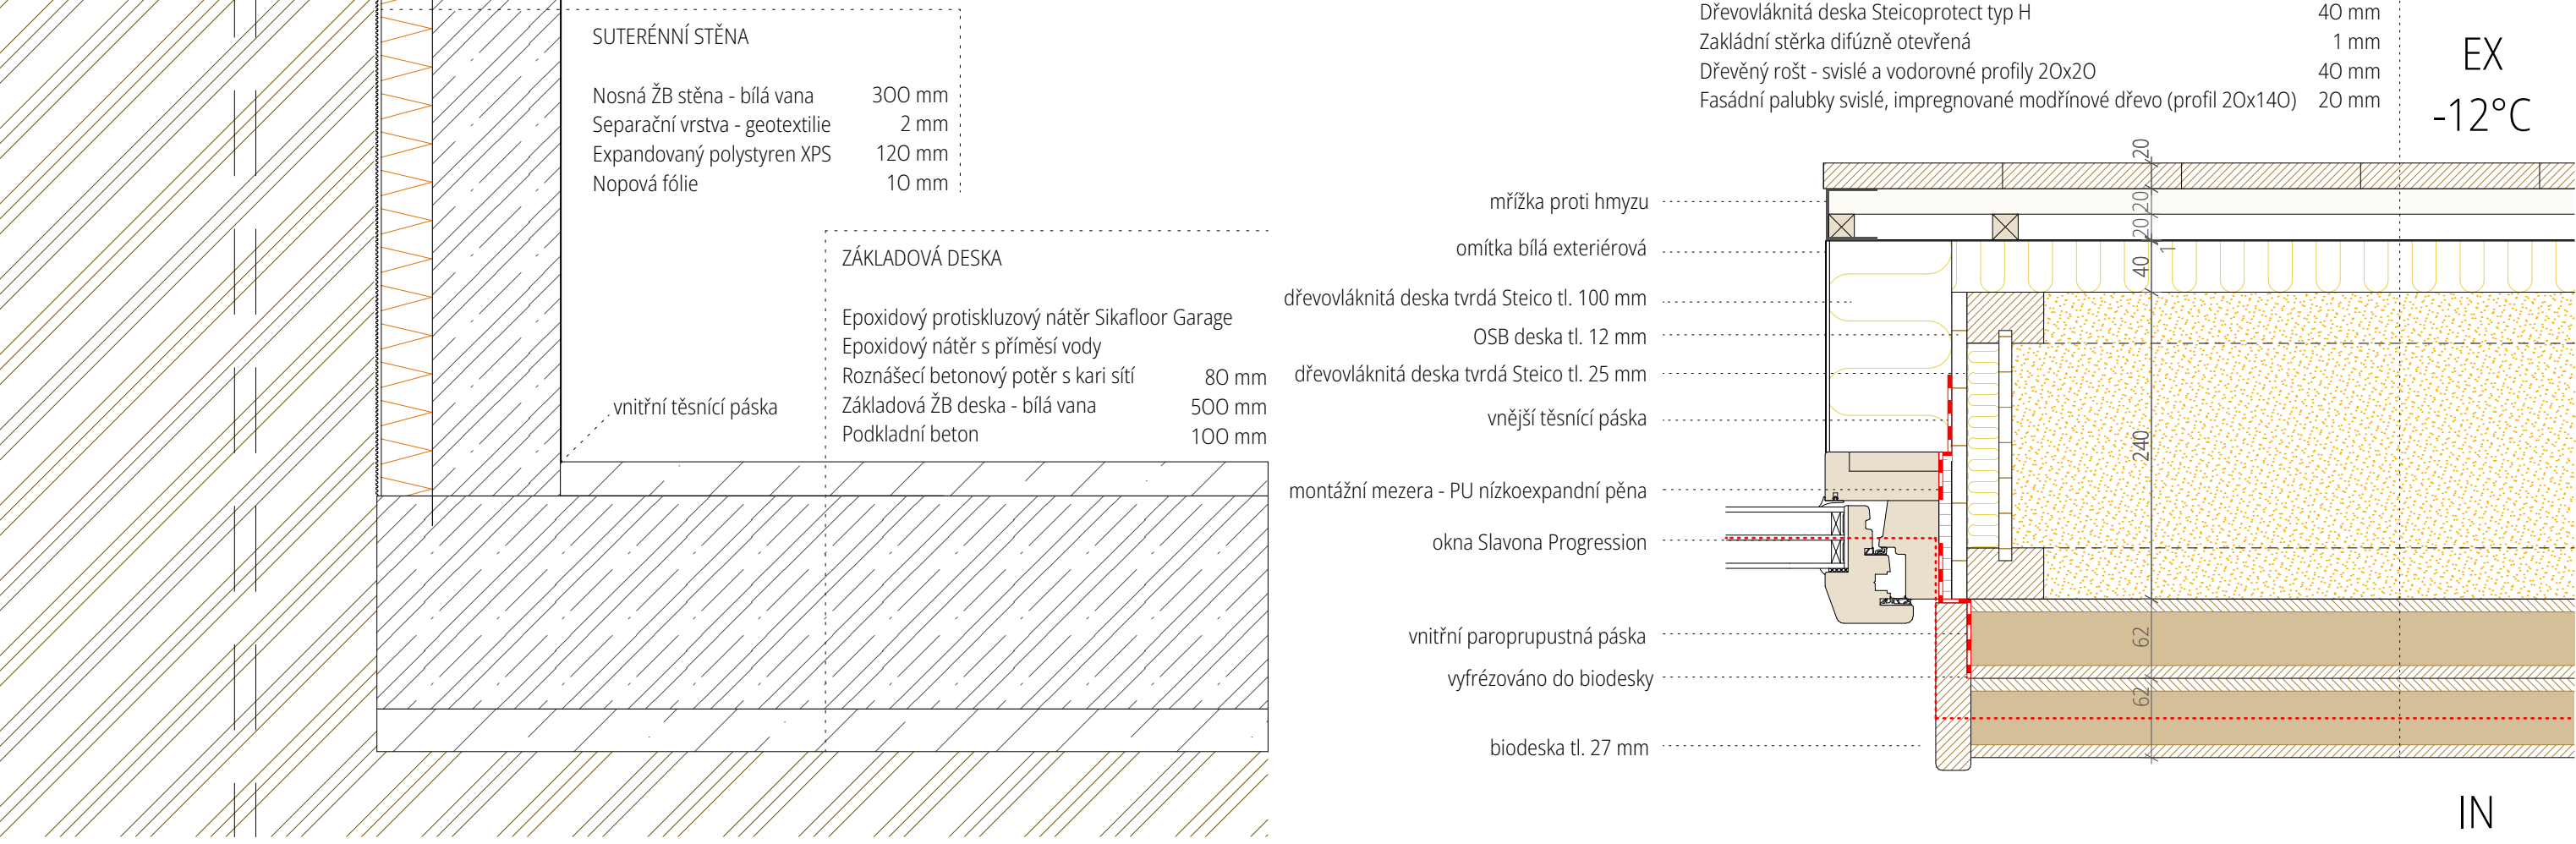 SUTERÉNNÍ STĚNA
Nosná ŽB stěna - bílá vana 300 mm
Separační vrstva - geotextilie 2 mm
Expandovaný polystyren XPS 120 mm
Nopová fólie 10 mm
ZÁKLADOVÁ DESKA
Epoxidový protiskluzový nátěr Sikafloor Garage
Epoxidový nátěr s příměsí vody
Roznášecí betonový potěr s kari sítí 80 mm
Základová ŽB deska - bílá vana 500 mm
Podkladní beton 100 mm
vnitřní těsnící páska
Dřevovláknitá deska Steicoprotect typ H 40 mm
Zakládní stěrka difúzně otevřená 1 mm
Dřevěný rošt - svislé a vodorovné profily 20x20 40 mm
Fasádní palubky svislé, impregnované modřínové dřevo (profil 20x140) 20 mm
EX
-12°C
mřížka proti hmyzu
omítka bílá exteriérová
dřevovláknitá deska tvrdá Steico tl. 100 mm
OSB deska tl. 12 mm
dřevovláknitá deska tvrdá Steico tl. 25 mm
vnější těsnící páska
montážní mezera - PU nízkoexpandní pěna
okna Slavona Progression
vnitřní paroprupustná páska
vyfrézováno do biodesky
biodeska tl. 27 mm
20
20
20
1
40
240
62
62
IN